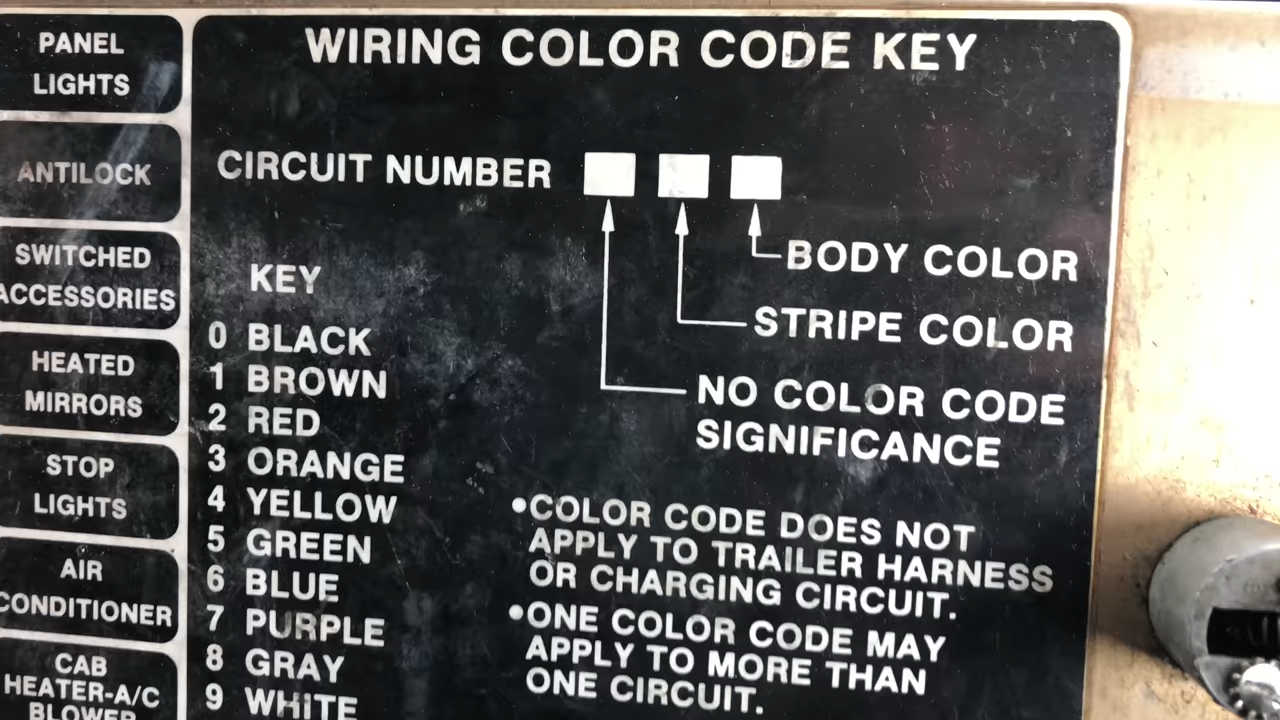 PANEL
LIGHTS
ANTILOCK
SWITCHED
ACCESSORIES
HEATED
MIRRORS
STOP
LIGHTS
AIR
CONDITIONER
CAB
HEATER-A/C
BLOWER
WIRING COLOR CODE KEY
CIRCUIT NUMBER
BODY COLOR
STRIPE COLOR
NO COLOR CODE
SIGNIFICANCE
KEY
0 BLACK
1 BROWN
2 RED
3 ORANGE
4 YELLOW
5 GREEN
6 BLUE
7 PURPLE
8 GRAY
9 WHITE
•COLOR CODE DOES NOT
APPLY TO TRAILER HARNESS
OR CHARGING CIRCUIT.
•ONE COLOR CODE MAY
APPLY TO MORE THAN
ONE CIRCUIT.